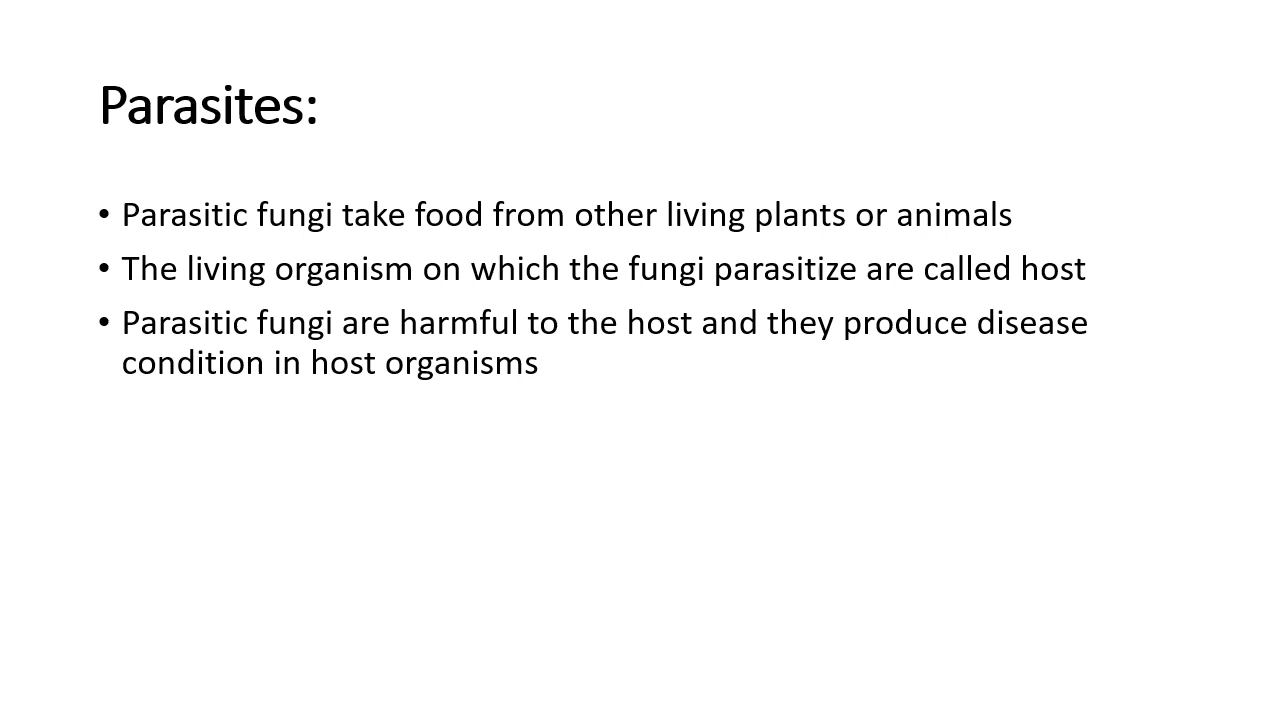 Parasites:
• Parasitic fungi take food from other living plants or animals
• The living organism on which the fungi parasitize are called host
• Parasitic fungi are harmful to the host and they produce disease
condition in host organisms